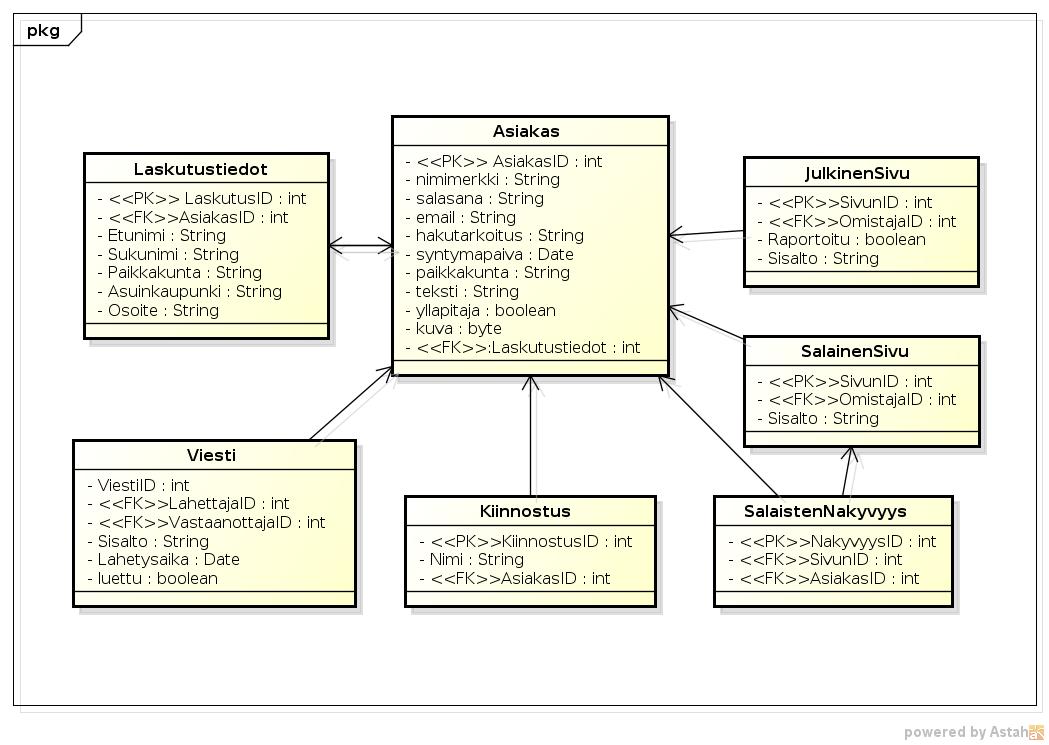 pkg
Asiakas
- <<PK>> AsiakasID : int
- nimimerkki : String
- salasana : String
- email : String
- hakutarkoitus : String
- syntymapaiva : Date
- paikkakunta : String
- teksti : String
- yllapitaja : boolean
- kuva : byte
- <<FK>>:Laskutustiedot : int
Laskutustiedot
- <<PK>> LaskutusID : int
- <<FK>>AsiakasID : int
- Etunimi : String
- Sukunimi : String
- Paikkakunta : String
- Asuinkaupunki : String
- Osoite : String
JulkinenSivu
- <<PK>>SivunID : int
- <<FK>>OmistajaID : int
- Raportoitu : boolean
- Sisalto : String
SalainenSivu
- <<PK>>SivunID : int
- <<FK>>OmistajaID : int
- Sisalto : String
Viesti
- ViestiID : int
- <<FK>>LahettajaID : int
- <<FK>>VastaanottajaID : int
- Sisalto : String
- Lahetysaika : Date
- luettu : boolean
Kiinnostus
- <<PK>>KiinnostusID : int
- Nimi : String
- <<FK>>AsiakasID : int
SalaistenNakyvyys
- <<PK>>NakyvyysID : int
- <<FK>>SivunID : int
- <<FK>>AsiakasID : int
powered by Astah